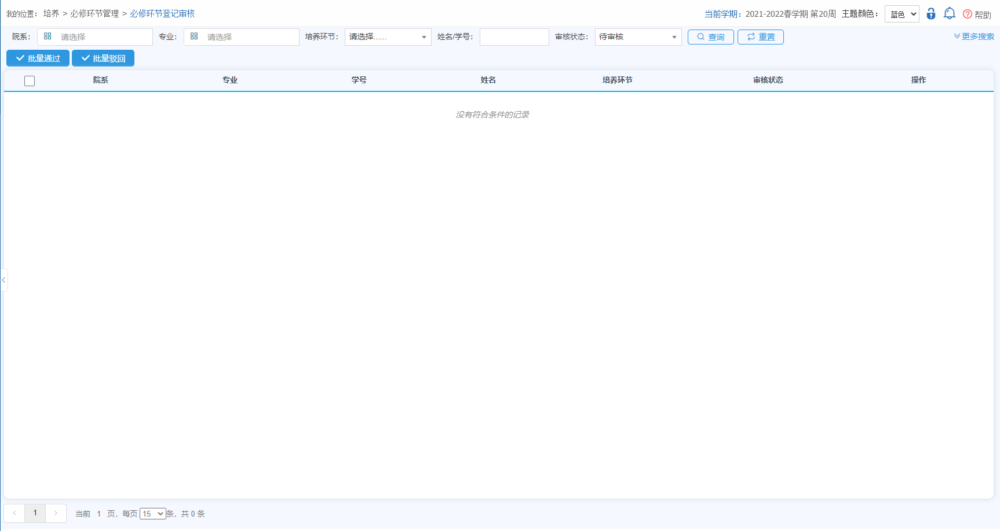 我的位置： 培养 > 必修环节管理 > 必修环节登记审核
当前学期： 2021-2022春学期 第20周 主题颜色： 蓝色 帮助
院系： 请选择 专业： 请选择 培养环节： 请选择...... 姓名/学号： 审核状态： 待审核 查询 重置 更多搜索
批量通过 批量驳回
院系 专业 学号 姓名 培养环节 审核状态 操作
没有符合条件的记录
1 当前 1 页，每页 15 条，共 0 条